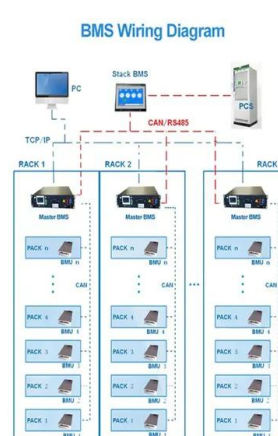 BMS Wiring Diagram
PC
Stack BMS
PCS
CAN/RS485
TCP/IP
RACK 1
RACK 2
RACK
Master BMS
Master BMS
Master BMS
PACK n
BMU n
PACK n
BMU n
PACK n
BMU n
CAN
CAN
CAN
PACK 4
BMU 4
PACK 4
BMU 4
PACK 4
BMU 4
PACK 3
BMU 3
PACK 3
BMU 3
PACK 3
BMU 3
PACK 2
BMU 2
PACK 2
BMU 2
PACK 2
BMU 2
PACK 1
PACK 1
PACK 1